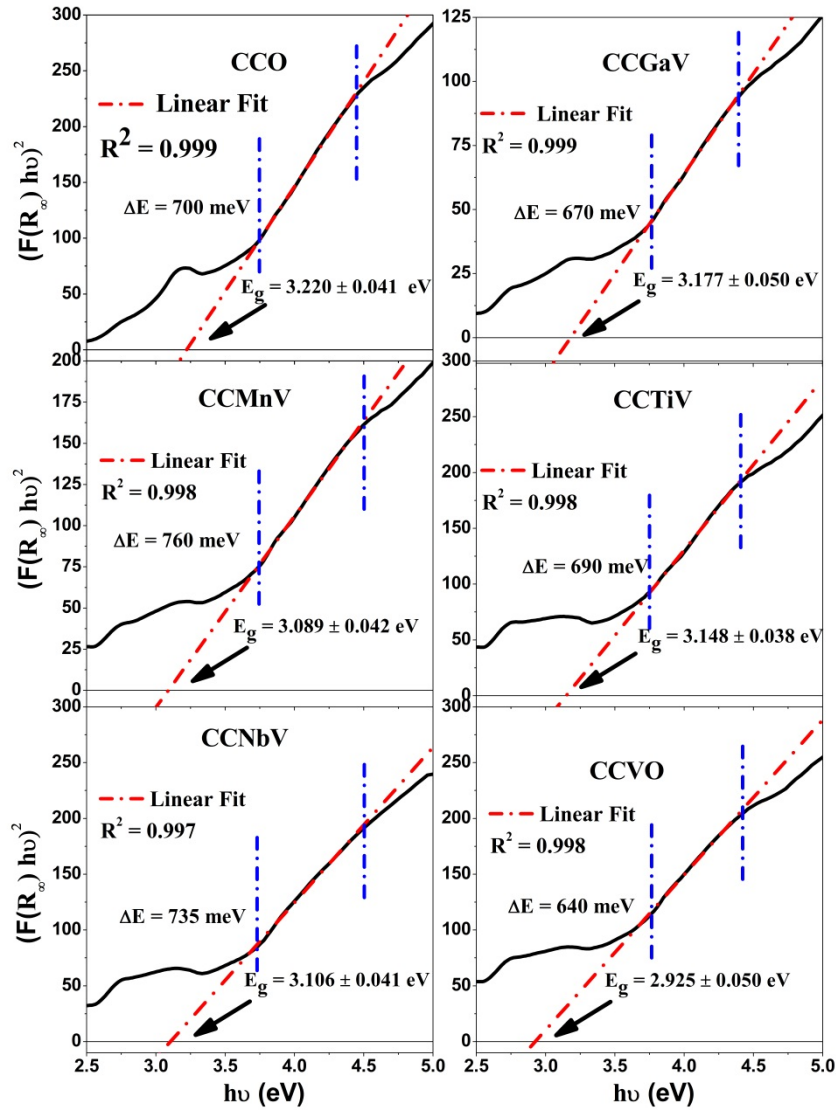 300
250
200
150
100
50
0
(F(R∞) hυ)²
CCO
Linear Fit
R² = 0.999
ΔE = 700 meV
E_g = 3.220 ± 0.041 eV
125
100
75
50
25
0
CCGaV
Linear Fit
R² = 0.999
ΔE = 670 meV
E_g = 3.177 ± 0.050 eV
200
175
150
125
100
75
50
25
0
(F(R∞) hυ)²
CCMnV
Linear Fit
R² = 0.998
ΔE = 760 meV
E_g = 3.089 ± 0.042 eV
300
250
200
150
100
50
0
CCTiV
Linear Fit
R² = 0.998
ΔE = 690 meV
E_g = 3.148 ± 0.038 eV
300
250
200
150
100
50
0
(F(R∞) hυ)²
CCNbV
Linear Fit
R² = 0.997
ΔE = 735 meV
E_g = 3.106 ± 0.041 eV
2.5 3.0 3.5 4.0 4.5 5.0
hυ (eV)
300
250
200
150
100
50
0
CCVO
Linear Fit
R² = 0.998
ΔE = 640 meV
E_g = 2.925 ± 0.050 eV
2.5 3.0 3.5 4.0 4.5 5.0
hυ (eV)